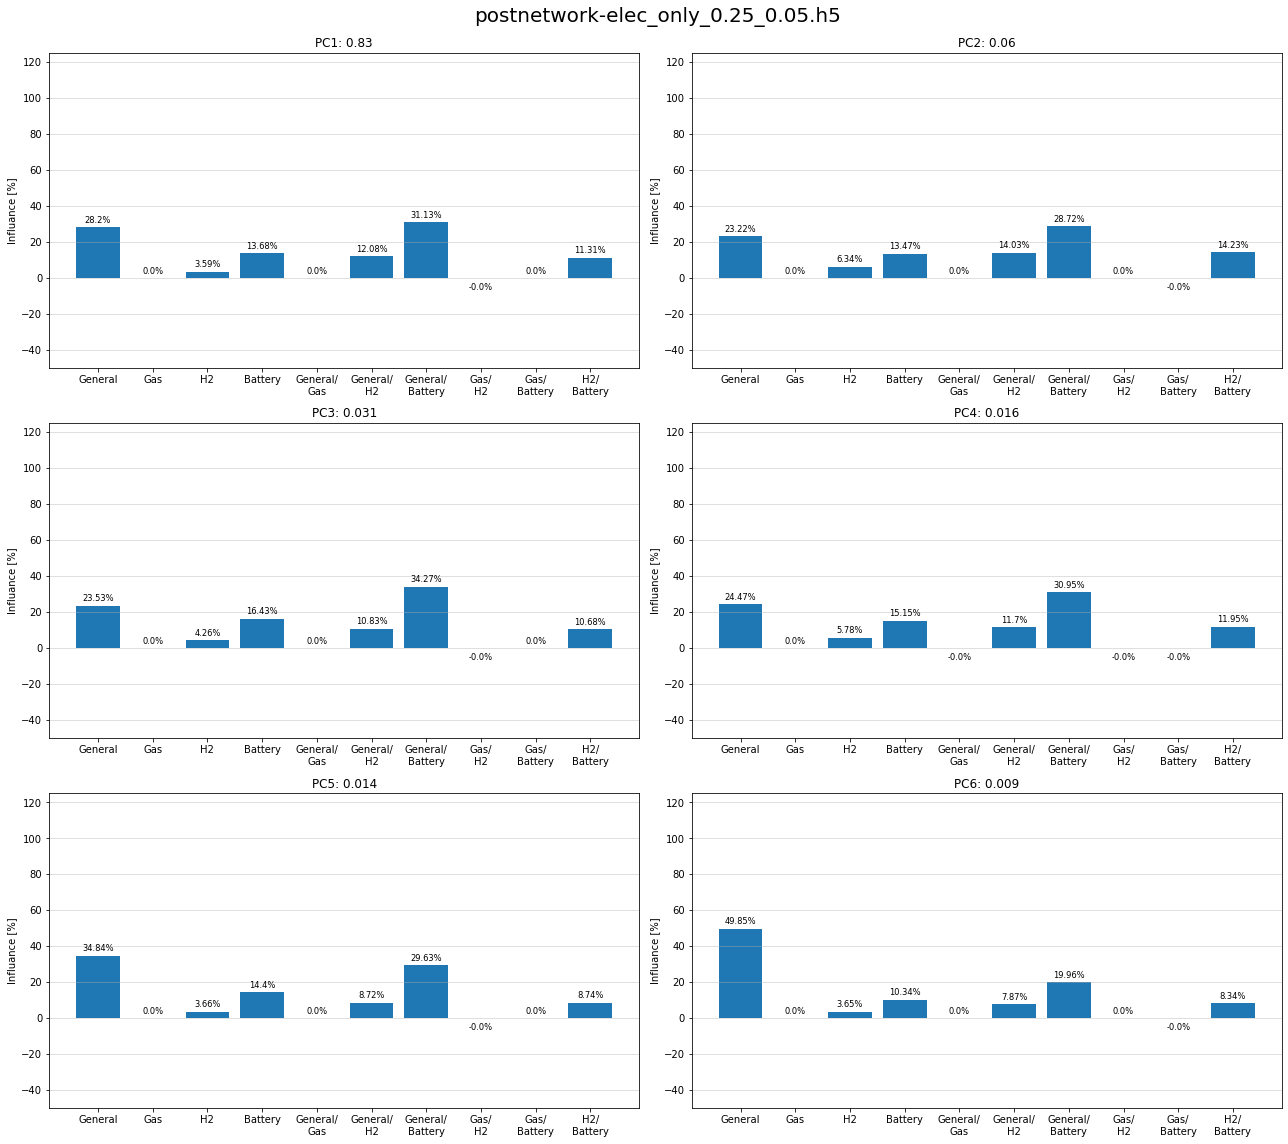 postnetwork-elec_only_0.25_0.05.h5
PC1: 0.83
Influance [%]
120
100
80
60
40
20
0
−20
−40
28.2%
0.0%
3.59%
13.68%
0.0%
12.08%
31.13%
-0.0%
0.0%
11.31%
General
Gas
H2
Battery
General/
Gas
General/
H2
General/
Battery
Gas/
H2
Gas/
Battery
H2/
Battery
PC2: 0.06
Influance [%]
120
100
80
60
40
20
0
−20
−40
23.22%
0.0%
6.34%
13.47%
0.0%
14.03%
28.72%
0.0%
-0.0%
14.23%
General
Gas
H2
Battery
General/
Gas
General/
H2
General/
Battery
Gas/
H2
Gas/
Battery
H2/
Battery
PC3: 0.031
Influance [%]
120
100
80
60
40
20
0
−20
−40
23.53%
0.0%
4.26%
16.43%
0.0%
10.83%
34.27%
-0.0%
0.0%
10.68%
General
Gas
H2
Battery
General/
Gas
General/
H2
General/
Battery
Gas/
H2
Gas/
Battery
H2/
Battery
PC4: 0.016
Influance [%]
120
100
80
60
40
20
0
−20
−40
24.47%
0.0%
5.78%
15.15%
-0.0%
11.7%
30.95%
-0.0%
-0.0%
11.95%
General
Gas
H2
Battery
General/
Gas
General/
H2
General/
Battery
Gas/
H2
Gas/
Battery
H2/
Battery
PC5: 0.014
Influance [%]
120
100
80
60
40
20
0
−20
−40
34.84%
0.0%
3.66%
14.4%
0.0%
8.72%
29.63%
-0.0%
0.0%
8.74%
General
Gas
H2
Battery
General/
Gas
General/
H2
General/
Battery
Gas/
H2
Gas/
Battery
H2/
Battery
PC6: 0.009
Influance [%]
120
100
80
60
40
20
0
−20
−40
49.85%
0.0%
3.65%
10.34%
0.0%
7.87%
19.96%
0.0%
-0.0%
8.34%
General
Gas
H2
Battery
General/
Gas
General/
H2
General/
Battery
Gas/
H2
Gas/
Battery
H2/
Battery